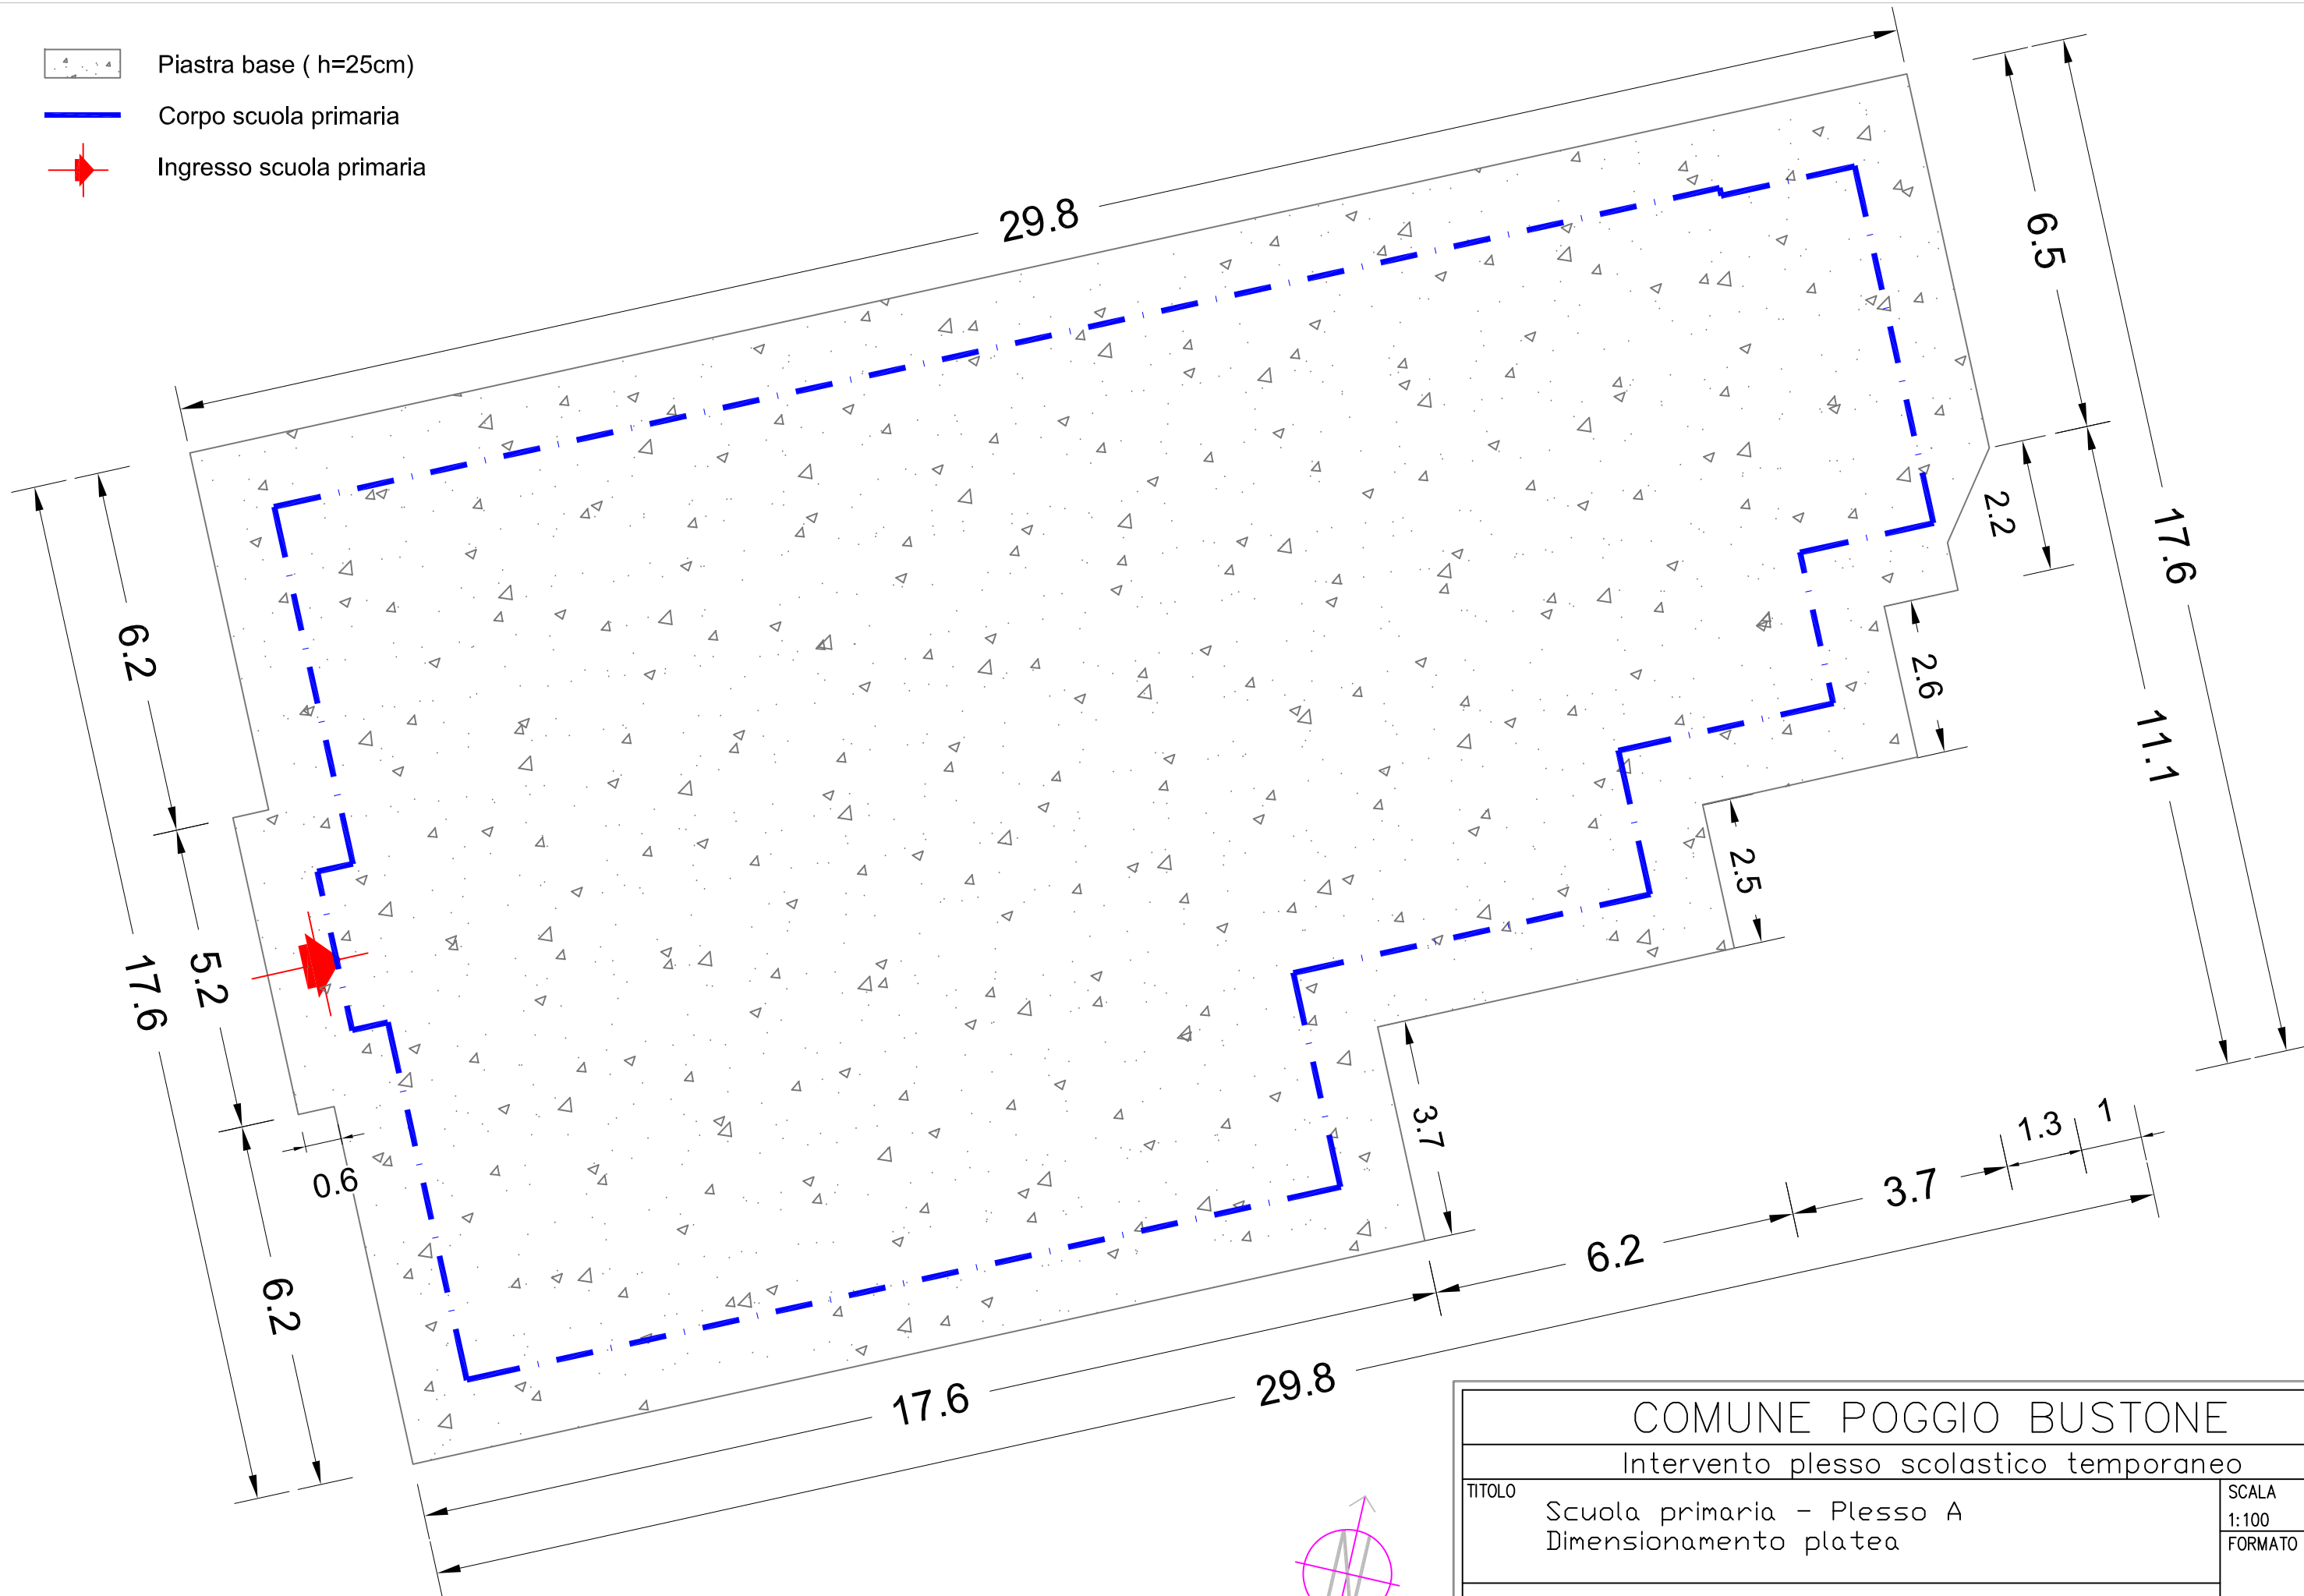 Piastra base ( h=25cm)
Corpo scuola primaria
Ingresso scuola primaria
29.8
6.5
17.6
2.2
11.1
2.6
2.5
3.7
6.2
5.2
17.6
0.6
6.2
1.3
1
3.7
6.2
17.6
29.8
COMUNE POGGIO BUSTONE
Intervento plesso scolastico temporaneo
TITOLO
Scuola primaria - Plesso A
Dimensionamento platea
SCALA
1:100
FORMATO